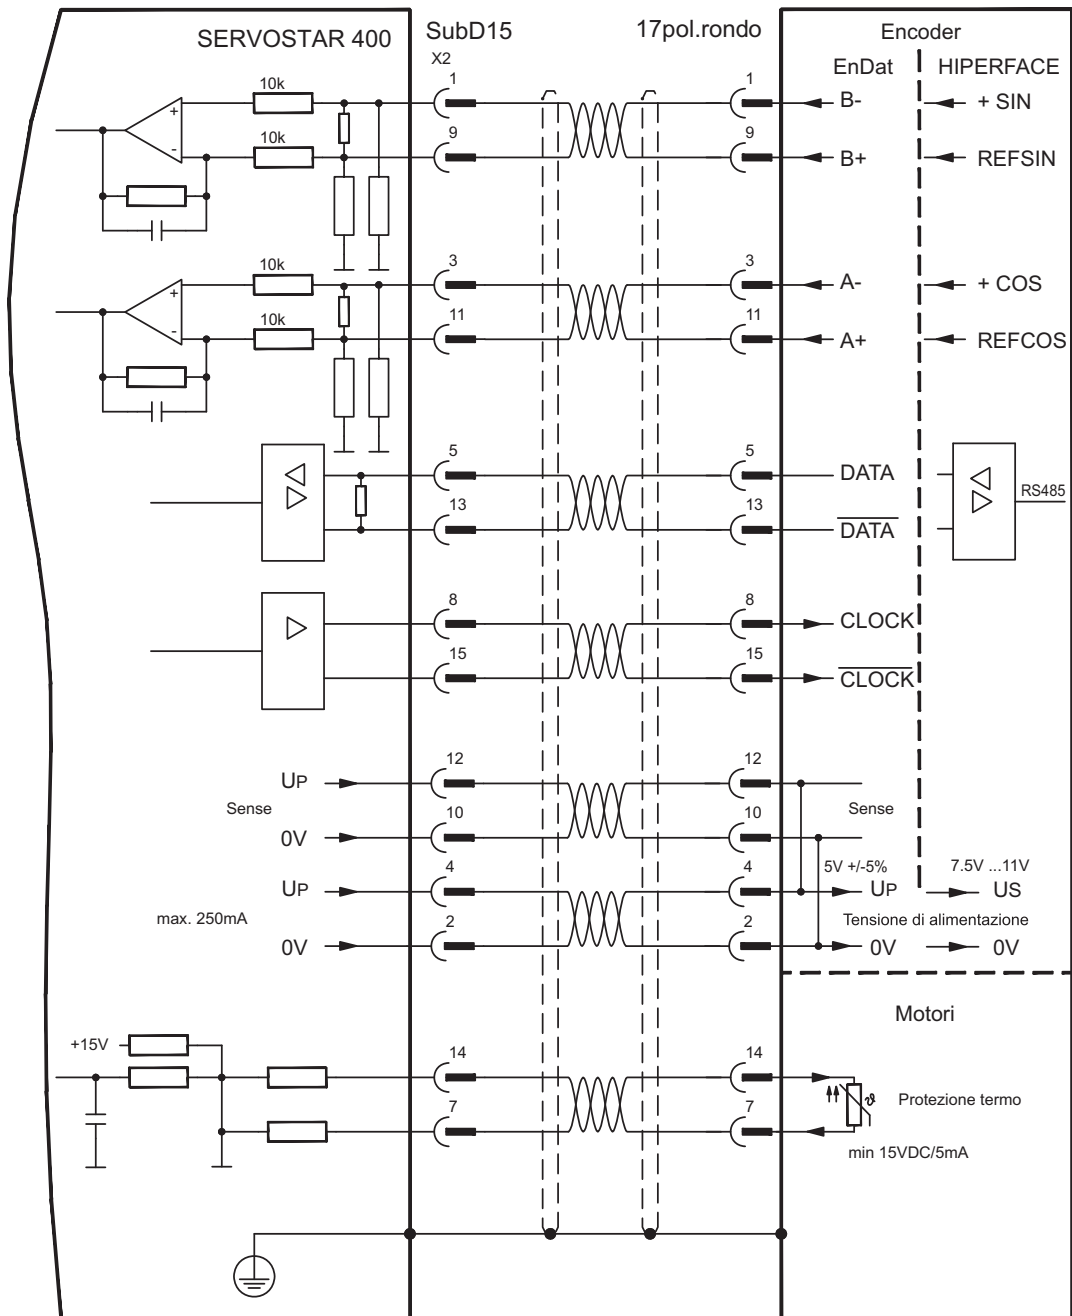 SERVOSTAR 400
SubD15
17pol.rondo
Encoder
X2
EnDat
HIPERFACE
10k
1
1
B-
+ SIN
+
-
10k
9
9
B+
REFSIN
10k
3
3
A-
+ COS
+
-
10k
11
11
A+
REFCOS
5
5
DATA
RS485
13
13
DATA
8
8
CLOCK
15
15
CLOCK
UP
12
12
Sense
Sense
0V
10
10
UP
4
4
5V +/-5%
UP
7.5V ...11V
US
max. 250mA
Tensione di alimentazione
0V
2
2
0V
0V
Motori
+15V
14
14
ϑ
Protezione termo
7
7
min 15VDC/5mA